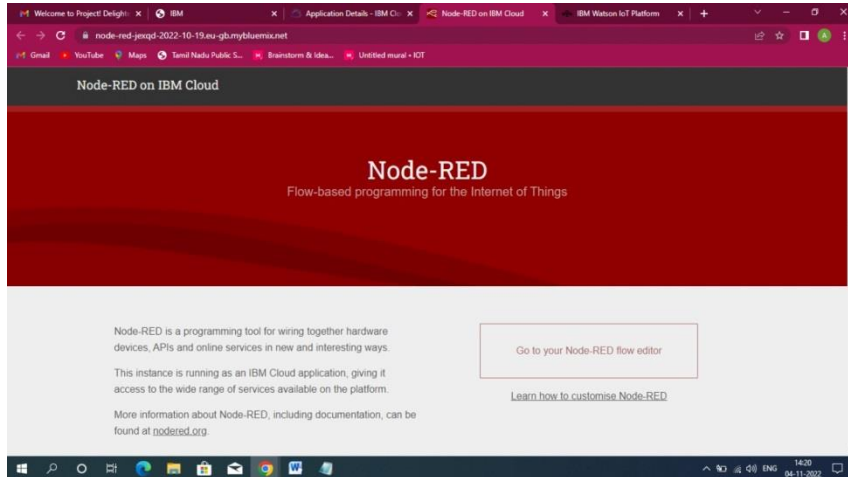 Welcome to Project! Delight
IBM
Application Details - IBM Clo
Node-RED on IBM Cloud
IBM Watson IoT Platform
node-red-jexqd-2022-10-19.eu-gb.mybluemix.net
Gmail
YouTube
Maps
Tamil Nadu Public S...
Brainstorm & Idea...
Untitled mural • IOT
Node-RED on IBM Cloud
Node-RED
Flow-based programming for the Internet of Things
Node-RED is a programming tool for wiring together hardware
devices, APIs and online services in new and interesting ways.
This instance is running as an IBM Cloud application, giving it
access to the wide range of services available on the platform.
More information about Node-RED, including documentation, can be
found at nodered.org.
Go to your Node-RED flow editor
Learn how to customise Node-RED
ENG
14:20
04-11-2022